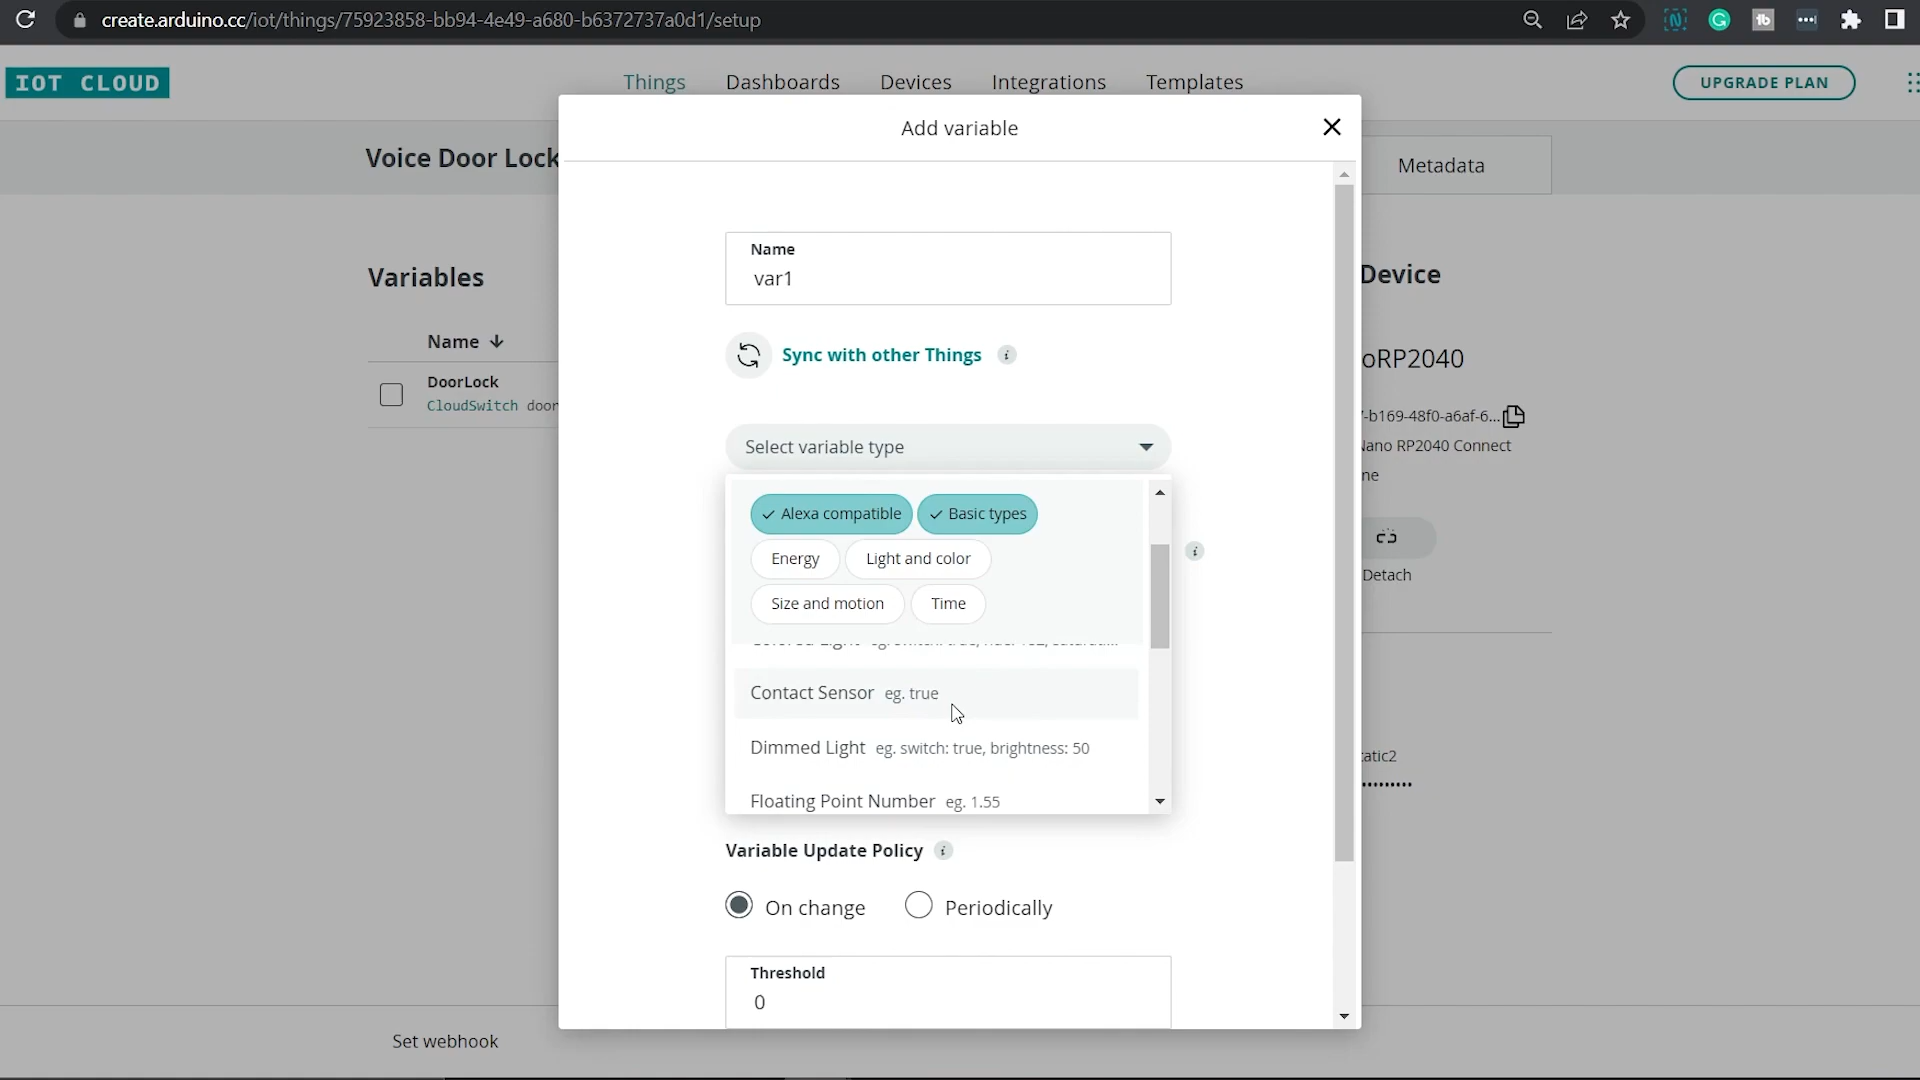 create.arduino.cc/iot/things/75923858-bb94-4e49-a680-b6372737a0d1/setup
IOT CLOUD
Things
Dashboards
Devices
Integrations
Templates
UPGRADE PLAN
Add variable
Voice Door Lock
Metadata
Name
var1
Variables
Device
Name
Sync with other Things
oRP2040
DoorLock
CloudSwitch door
-b169-48f0-a6af-6...
Nano RP2040 Connect
Select variable type
ne
Alexa compatible
Basic types
Energy
Light and color
Size and motion
Time
Detach
Colored Light
Contact Sensor eg. true
Dimmed Light eg. switch: true, brightness: 50
Floating Point Number eg. 1.55
tatic2
Variable Update Policy
On change
Periodically
Threshold
0
Set webhook